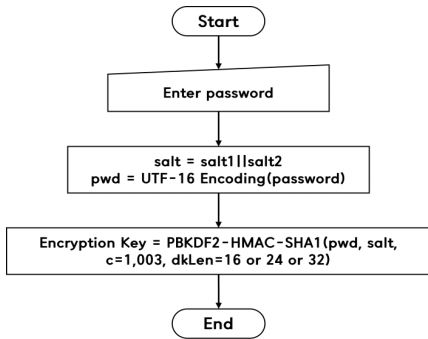 Start
Enter password
salt = salt1||salt2
pwd = UTF-16 Encoding(password)
Encryption Key = PBKDF2-HMAC-SHA1(pwd, salt,
c=1,003, dkLen=16 or 24 or 32)
End